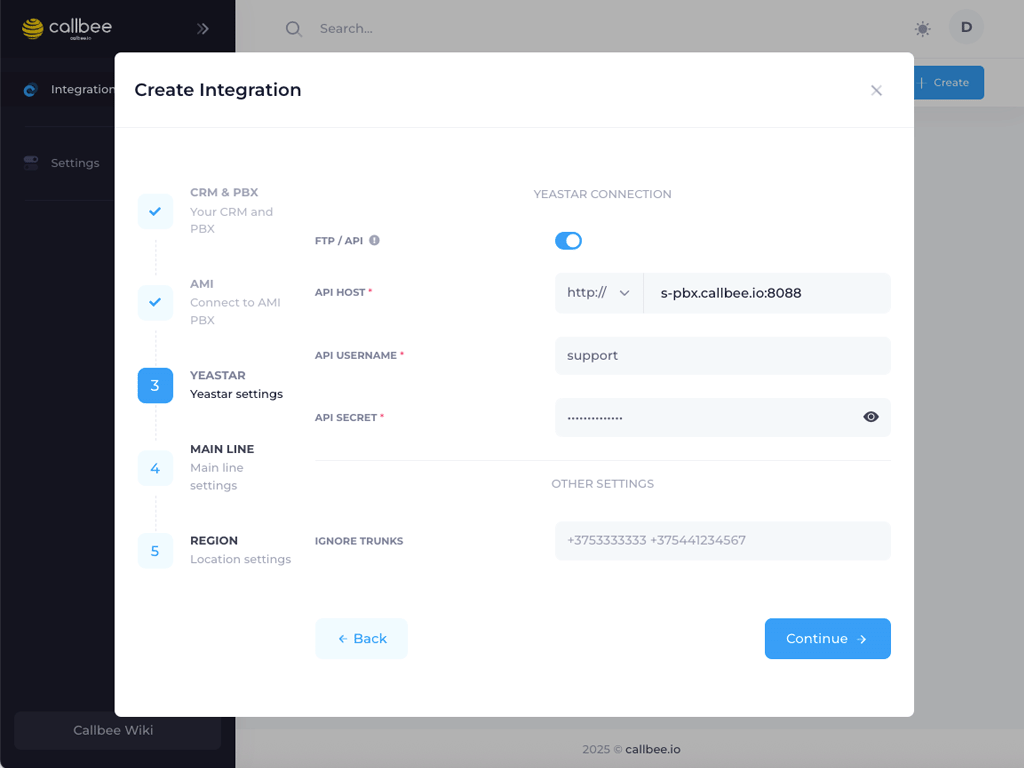 callbee
callbee.io
Search...
D
Integration
Create
Settings
Create Integration
CRM & PBX
Your CRM and
PBX
AMI
Connect to AMI
PBX
3
YEASTAR
Yeastar settings
4
MAIN LINE
Main line
settings
5
REGION
Location settings
YEASTAR CONNECTION
FTP / API
API HOST *
http://
s-pbx.callbee.io:8088
API USERNAME *
support
API SECRET *
••••••••••••••
OTHER SETTINGS
IGNORE TRUNKS
+3753333333 +375441234567
Back
Continue
Callbee Wiki
2025 © callbee.io